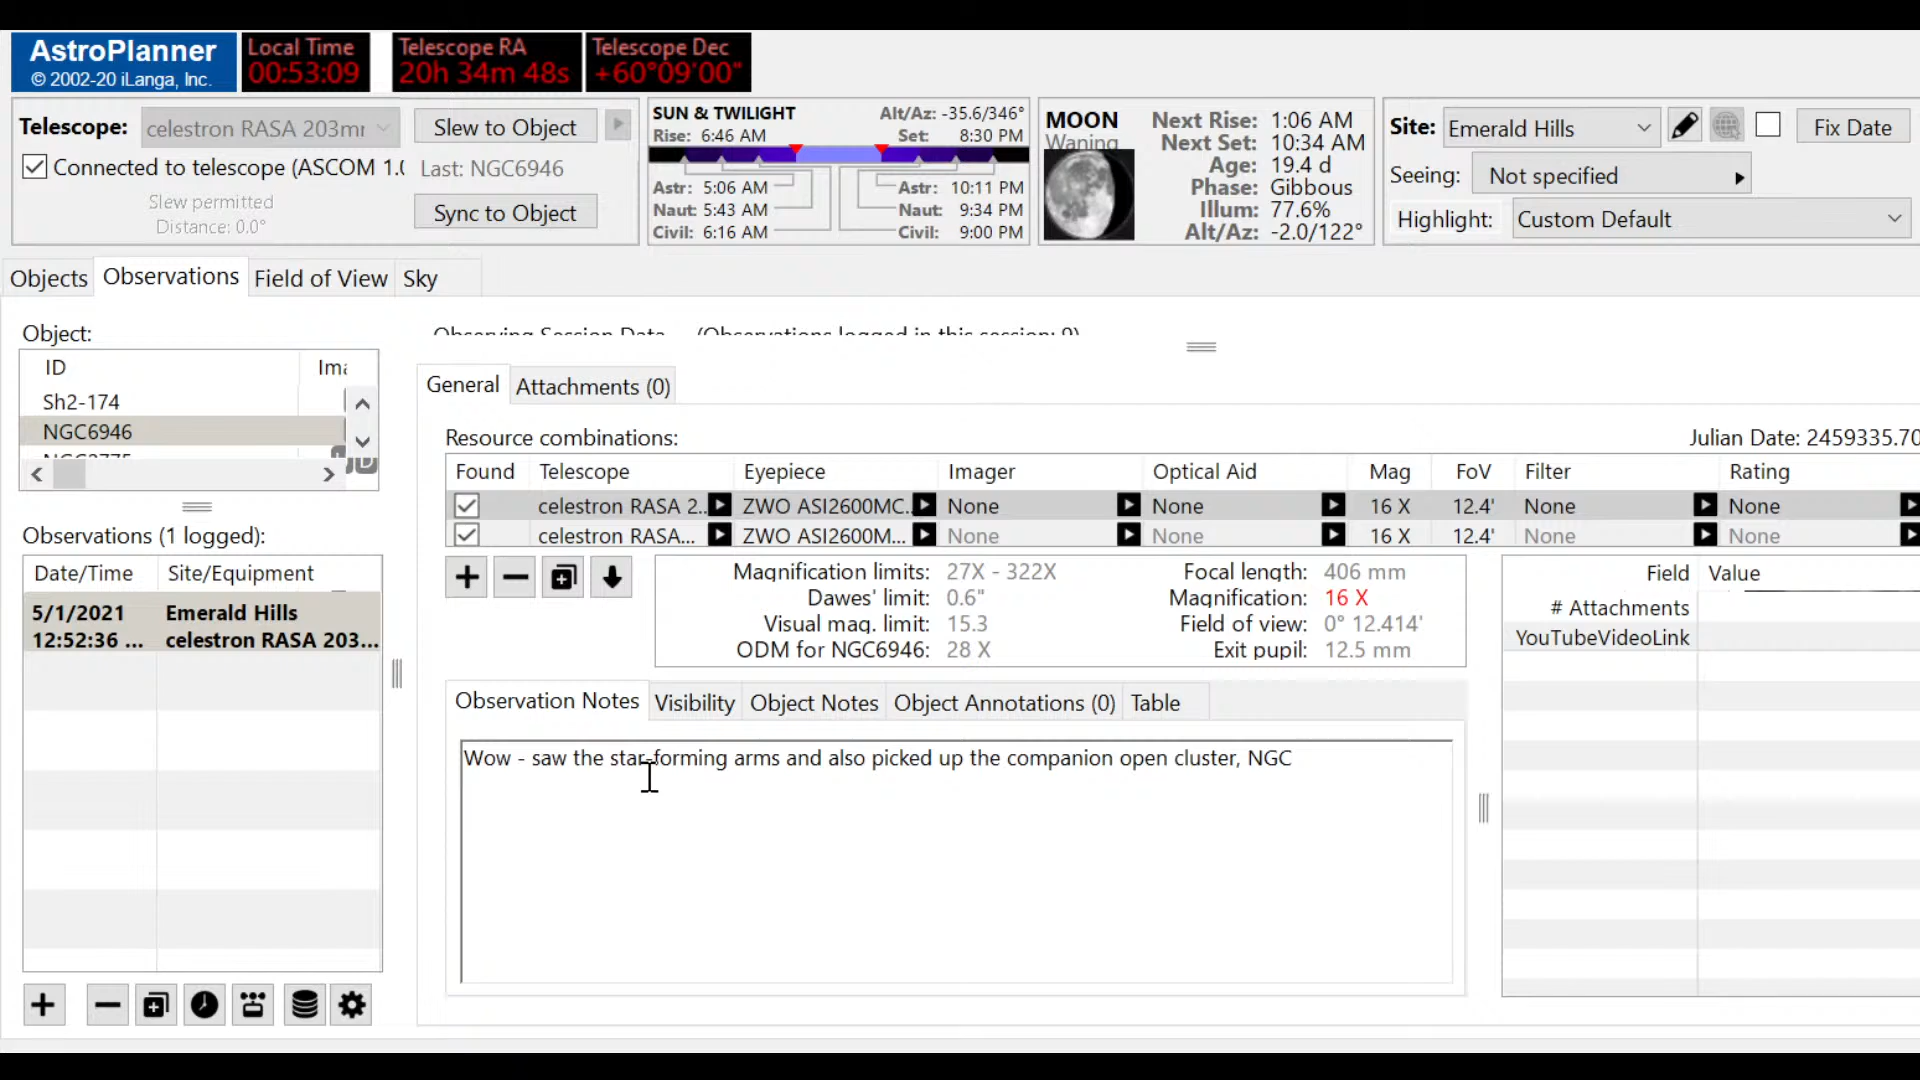 AstroPlanner
© 2002-20 iLanga, Inc.
Local Time
00:53:09
Telescope RA
20h 34m 48s
Telescope Dec
+60°09'00"
Telescope:
celestron RASA 203mr
Slew to Object
Connected to telescope (ASCOM 1.0
Last: NGC6946
Slew permitted
Distance: 0.0°
Sync to Object
SUN & TWILIGHT
Alt/Az: -35.6/346°
Rise: 6:46 AM
Set: 8:30 PM
Astr: 5:06 AM
Astr: 10:11 PM
Naut: 5:43 AM
Naut: 9:34 PM
Civil: 6:16 AM
Civil: 9:00 PM
MOON
Waning
Next Rise: 1:06 AM
Next Set: 10:34 AM
Age: 19.4 d
Phase: Gibbous
Illum: 77.6%
Alt/Az: -2.0/122°
Site: Emerald Hills
Fix Date
Seeing: Not specified
Highlight: Custom Default
Objects Observations Field of View Sky
Object:
ID Ima
Sh2-174
NGC6946
Observations (1 logged):
Date/Time Site/Equipment
5/1/2021 Emerald Hills
12:52:36 ... celestron RASA 203...
Observing Session Data (Observations logged in this session: 9)
General Attachments (0)
Resource combinations:
Julian Date: 2459335.70
Found Telescope Eyepiece Imager Optical Aid Mag FoV Filter Rating
celestron RASA 2.. ZWO ASI2600MC.. None None 16 X 12.4' None None
celestron RASA... ZWO ASI2600M... None None 16 X 12.4' None None
Magnification limits: 27X - 322X
Focal length: 406 mm
Dawes' limit: 0.6"
Magnification: 16 X
Visual mag. limit: 15.3
Field of view: 0° 12.414'
ODM for NGC6946: 28 X
Exit pupil: 12.5 mm
Field Value
# Attachments
YouTubeVideoLink
Observation Notes Visibility Object Notes Object Annotations (0) Table
Wow - saw the star-forming arms and also picked up the companion open cluster, NGC